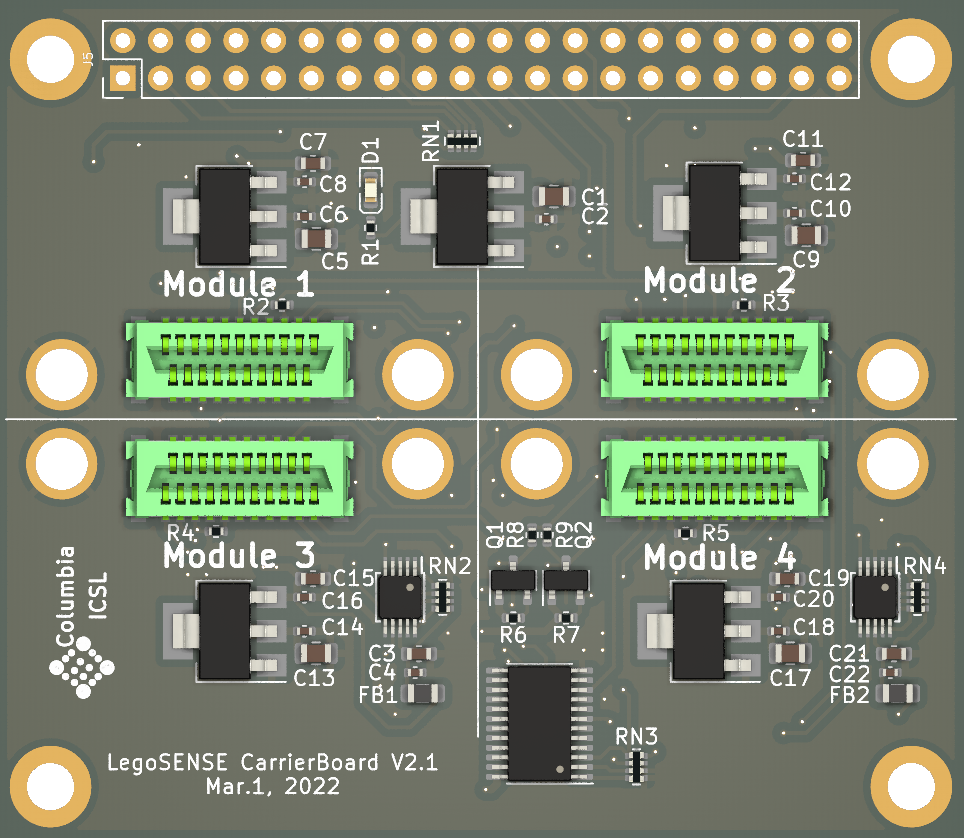 J5
C7
C8
C6
C5
D1
R1
RN1
C1
C2
C11
C12
C10
C9
Module 1
Module 2
R2
R3
R4
R5
Module 3
Module 4
Columbia
ICSL
C15
C16
C14
C13
RN2
C3
C4
FB1
Q1
R8
R9
Q2
R6
R7
C19
C20
C18
C17
RN4
C21
C22
FB2
RN3
LegoSENSE CarrierBoard V2.1
Mar.1, 2022